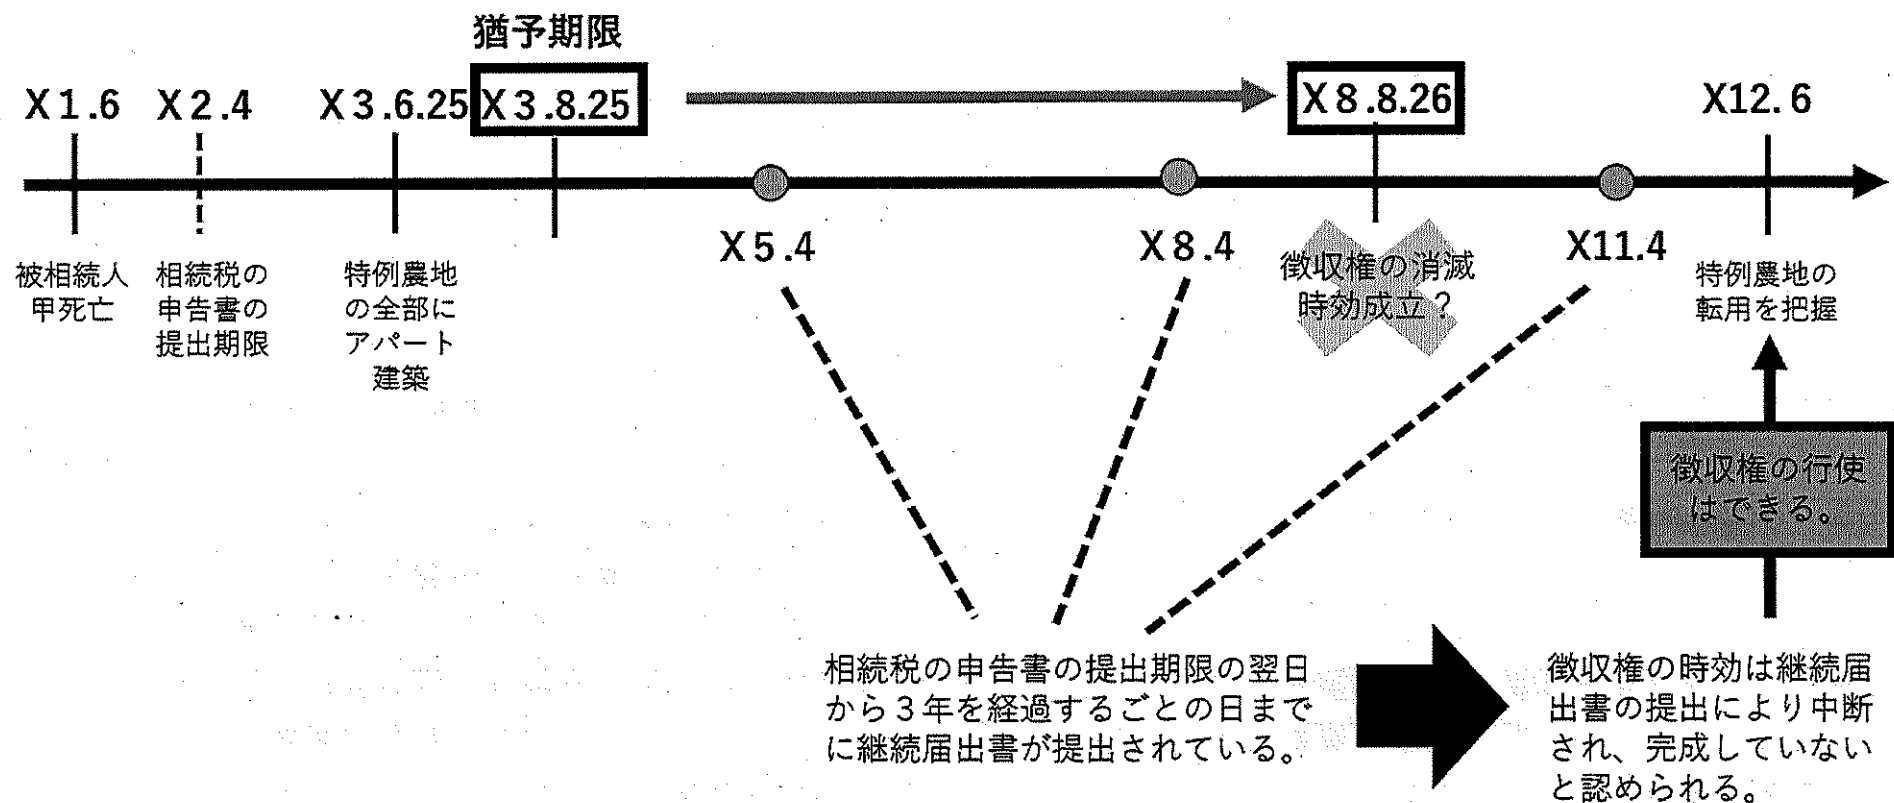 猶予期限
X1.6
X2.4
X3.6.25
X3.8.25
X8.8.26
X12.6
X5.4
X8.4
X11.4
被相続人
甲死亡
相続税の
申告書の
提出期限
特例農地
の全部に
アパート
建築
徴収権の消滅
時効成立?
特例農地の
転用を把握
徴収権の行使
はできる。
相続税の申告書の提出期限の翌日
から3年を経過するごとの日まで
に継続届出書が提出されている。
徴収権の時効は継続届
出書の提出により中断
され、完成していない
と認められる。